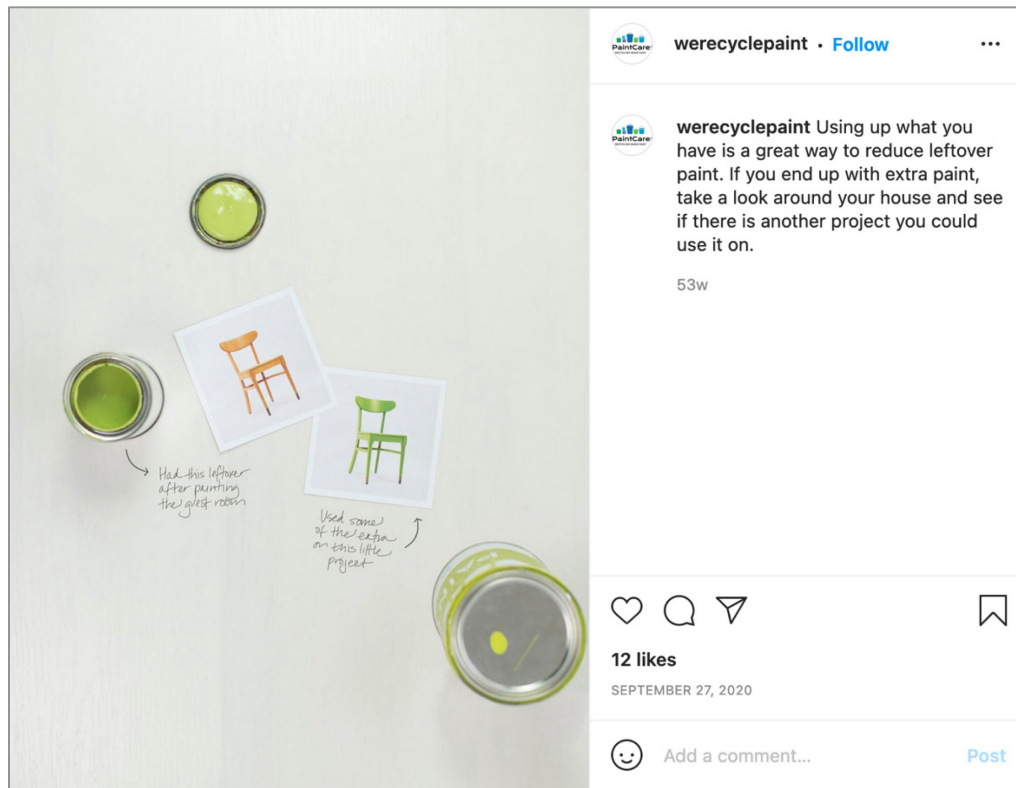 PaintCare
werecyclepaint • Follow
PaintCare
werecyclepaint Using up what you
have is a great way to reduce leftover
paint. If you end up with extra paint,
take a look around your house and see
if there is another project you could
use it on.
53w
Had this leftover
after painting
the guest room
Used some
of the extra
on this little
project
12 likes
SEPTEMBER 27, 2020
Add a comment...
Post